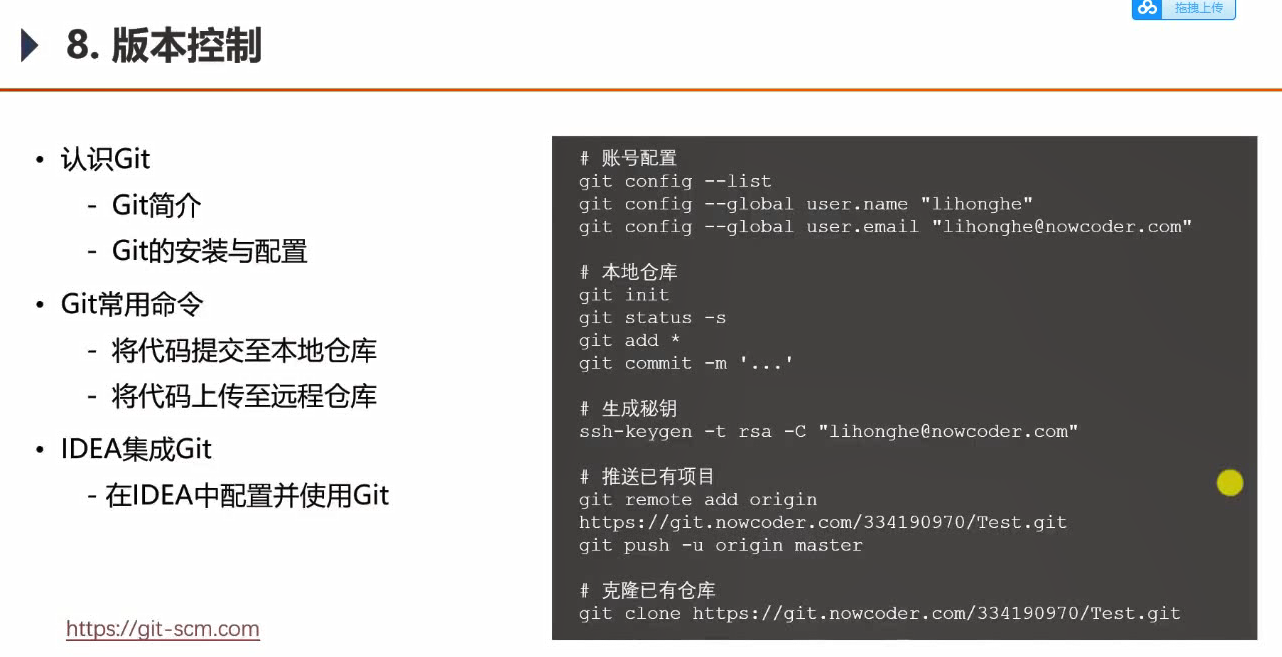 拖拽上传
8. 版本控制
• 认识Git
- Git简介
- Git的安装与配置
• Git常用命令
- 将代码提交至本地仓库
- 将代码上传至远程仓库
• IDEA集成Git
- 在IDEA中配置并使用Git
https://git-scm.com
# 账号配置
git config --list
git config --global user.name "lihonghe"
git config --global user.email "lihonghe@nowcoder.com"
# 本地仓库
git init
git status -s
git add *
git commit -m '...'
# 生成秘钥
ssh-keygen -t rsa -C "lihonghe@nowcoder.com"
# 推送已有项目
git remote add origin
https://git.nowcoder.com/334190970/Test.git
git push -u origin master
# 克隆已有仓库
git clone https://git.nowcoder.com/334190970/Test.git